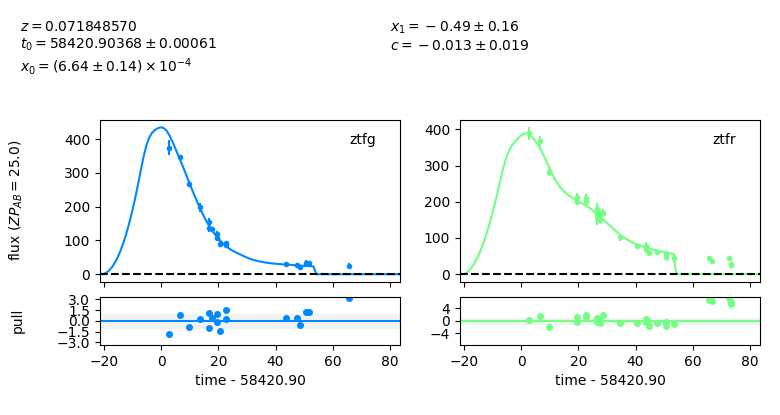 z = 0.071848570
t₀ = 58420.90368 ± 0.00061
x₀ = (6.64 ± 0.14) × 10⁻⁴
x₁ = −0.49 ± 0.16
c = −0.013 ± 0.019
flux (ZP_AB = 25.0)
400
300
200
100
0
ztfg
400
300
200
100
0
ztfr
pull
3.0
1.5
0.0
−1.5
−3.0
−20 0 20 40 60 80
time - 58420.90
4
0
−4
−20 0 20 40 60 80
time - 58420.90